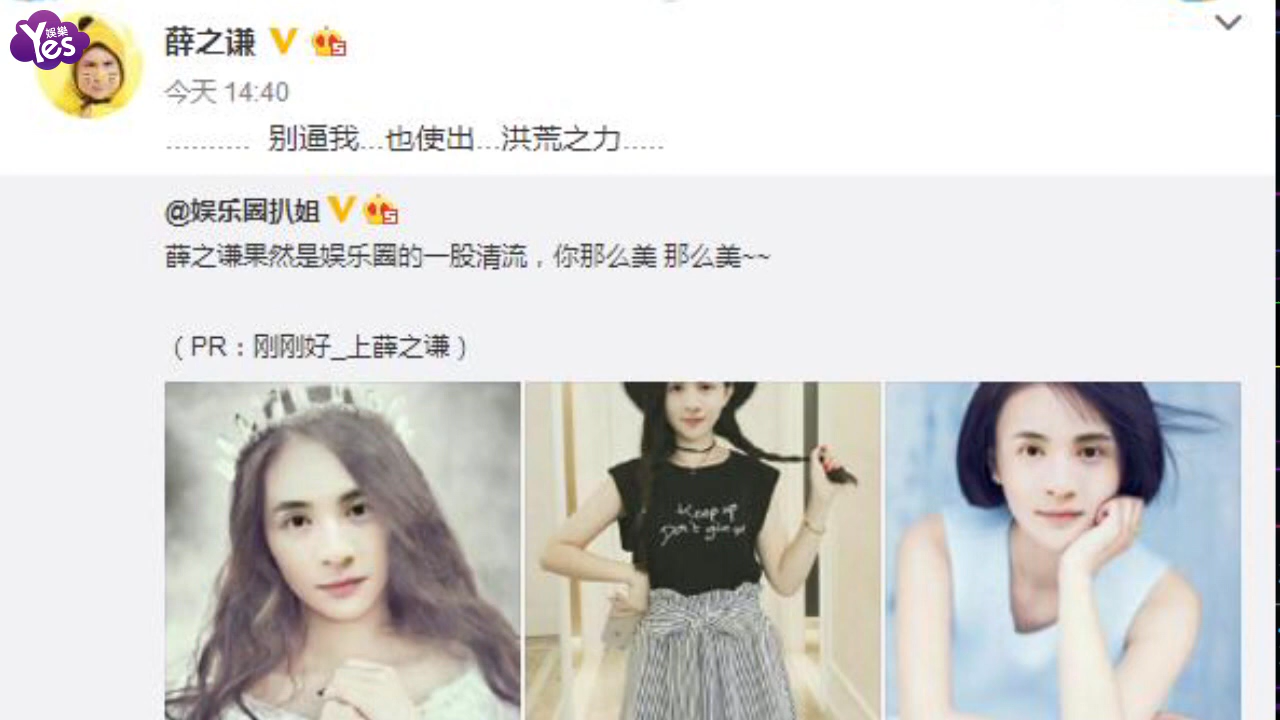 Yes娱樂
薛之谦
今天 14:40
.......... 别逼我...也使出...洪荒之力.....
@娱乐圈扒姐
薛之谦果然是娱乐圈的一股清流，你那么美 那么美~~
（PR：刚刚好_上薛之谦）
Keep up
Don't give up